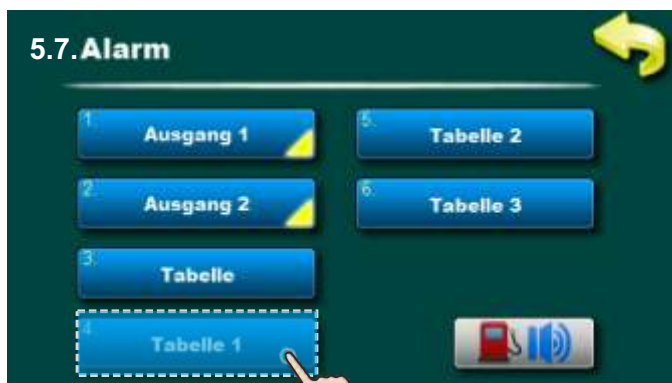 5.7. Alarm
1. Ausgang 1
2. Ausgang 2
3. Tabelle
4. Tabelle 1
5. Tabelle 2
6. Tabelle 3